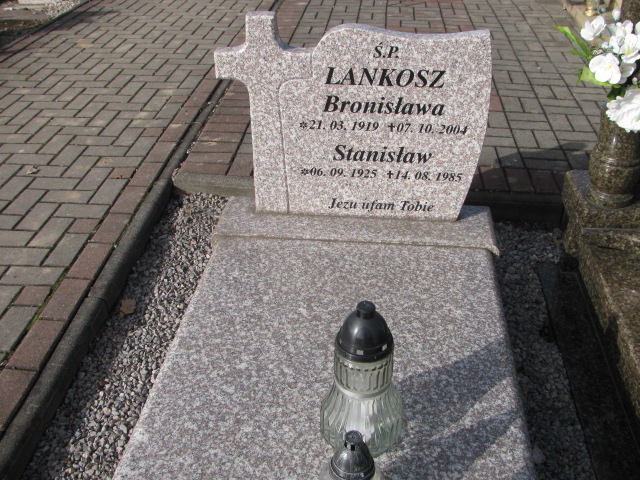 Ś.P.
LANKOSZ
Bronisława
*21. 03. 1919 +07. 10. 2004
Stanisław
*06. 09. 1925 +14. 08. 1985
Jezu ufam Tobie